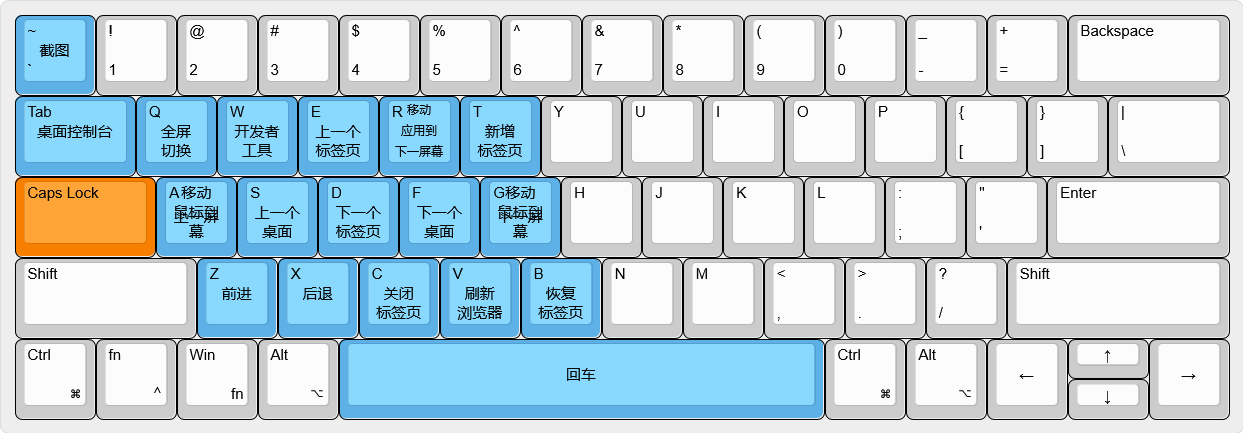 ~ ! @ # $ % ^ & * ( ) _ + Backspace
截图
` 1 2 3 4 5 6 7 8 9 0 - =
Tab Q W E R 移动 T Y U I O P { } |
桌面控制台 全屏 开发者 上一个 应用到 新增
切换 工具 标签页 下一屏幕 标签页 [ ] \
Caps Lock A移动 S D F G移动 H J K L : " Enter
鼠标到 上一个 下一个 下一个 鼠标到
上一屏 下一屏
幕 桌面 标签页 桌面 幕 ; '
Shift Z X C V B N M < > ? Shift
前进 后退 关闭 刷新 恢复
标签页 浏览器 标签页 , . /
Ctrl fn Win Alt Ctrl Alt ↑
回车 ← →
⌘ ^ fn ⌥ ⌘ ⌥ ↓